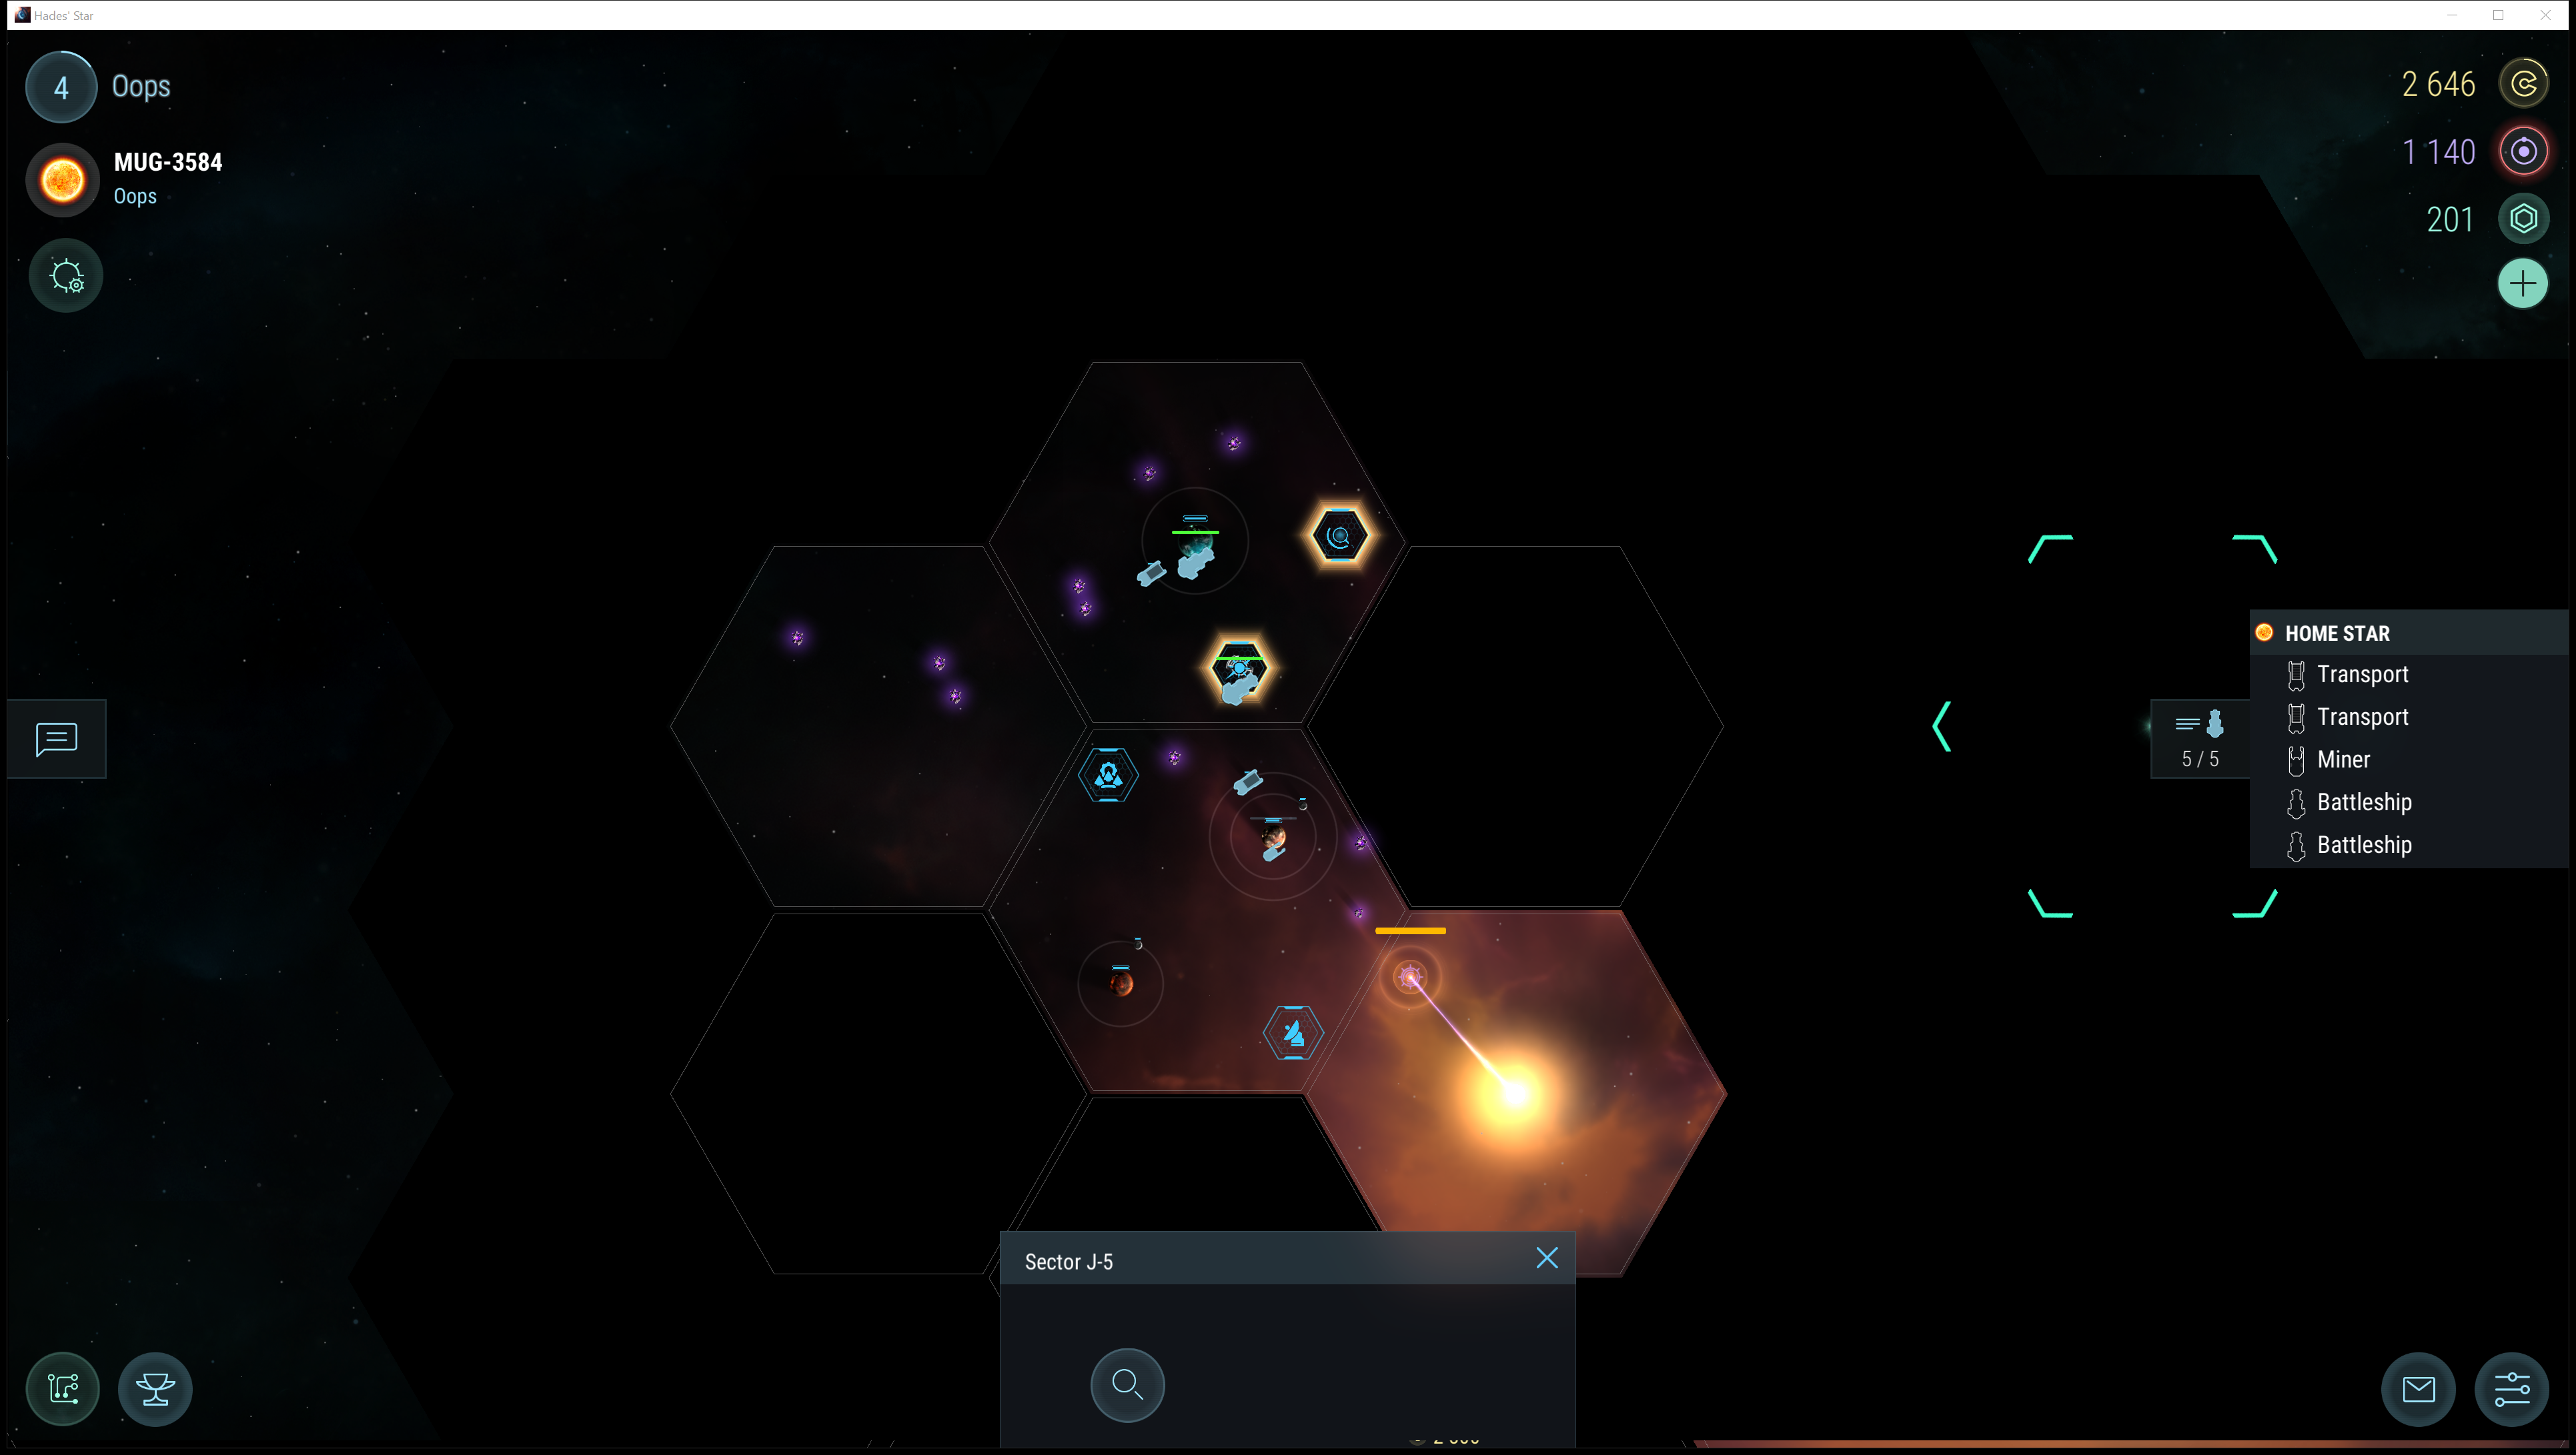 Hades' Star
4 Oops
MUG-3584
Oops
2 646
1 140
201
HOME STAR
Transport
Transport
Miner
Battleship
Battleship
5 / 5
Sector J-5